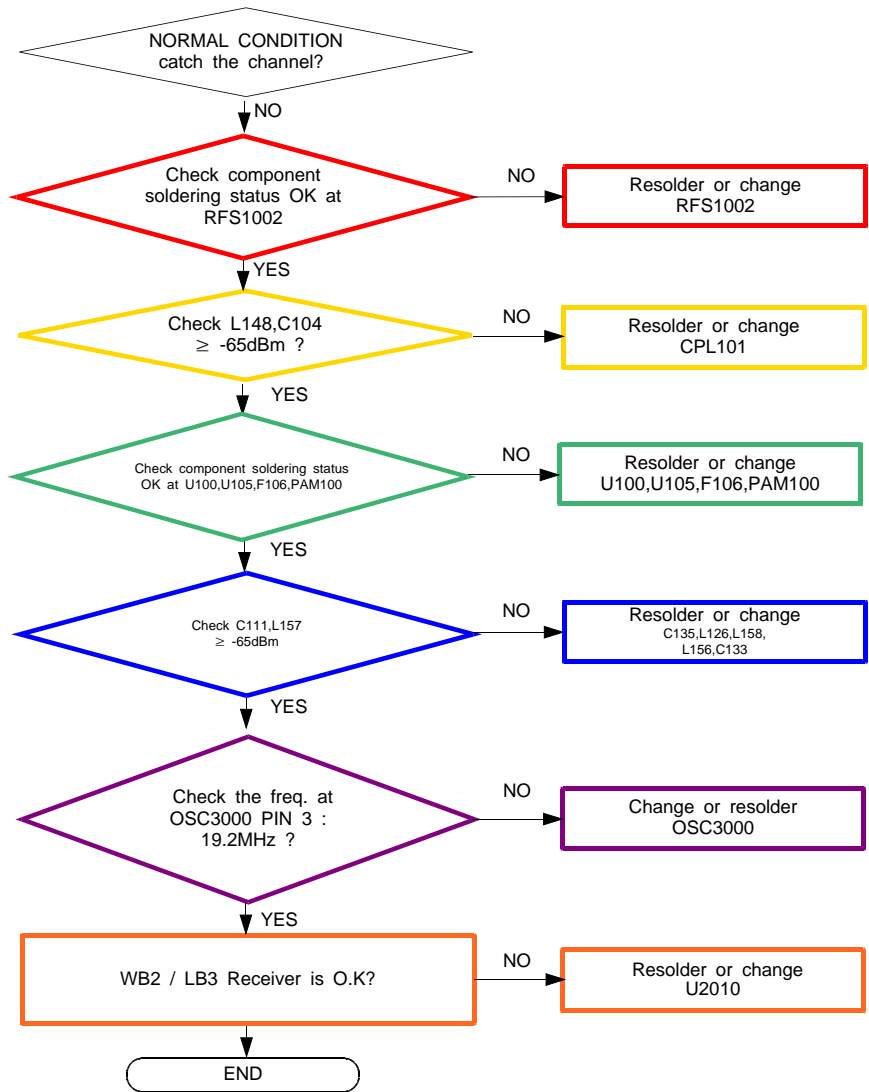 NORMAL CONDITION
catch the channel?
NO
Check component
soldering status OK at
RFS1002
NO
Resolder or change
RFS1002
YES
Check L148,C104
≥ -65dBm ?
NO
Resolder or change
CPL101
YES
Check component soldering status
OK at U100,U105,F106,PAM100
NO
Resolder or change
U100,U105,F106,PAM100
YES
Check C111,L157
≥ -65dBm
NO
Resolder or change
C135,L126,L158,
L156,C133
YES
Check the freq. at
OSC3000 PIN 3 :
19.2MHz ?
NO
Change or resolder
OSC3000
YES
WB2 / LB3 Receiver is O.K?
NO
Resolder or change
U2010
END